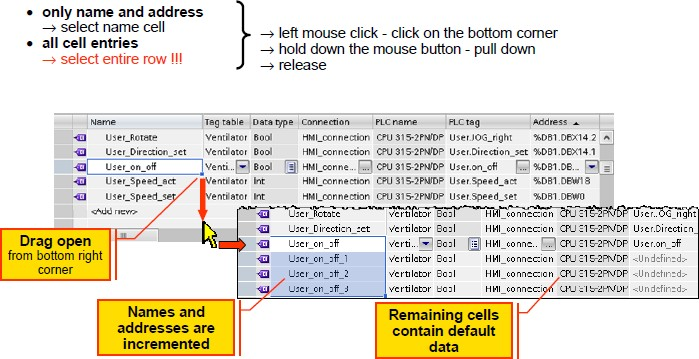 • only name and address
→ select name cell
• all cell entries
→ select entire row !!!
→ left mouse click - click on the bottom corner
→ hold down the mouse button - pull down
→ release
Name Tag table Data type Connection PLC name PLC tag Address
User_Rotate Ventilator Bool HMI_connection CPU 315-2PN/DP User.JOG_right %DB1.DBX14.2
User_Direction_set Ventilator Bool HMI_connection CPU 315-2PN/DP User.Direction_set %DB1.DBX14.1
User_on_off Venti... Bool HMI_conne... ... CPU 315-2PN/DP User.on_off ... %DB1.DB...
User_Speed_act Ventilator Int HMI_connection CPU 315-2PN/DP User.Speed_act %DB1.DBW18
User_Speed_set Ventilator Int HMI_connection CPU 315-2PN/DP User.Speed_set %DB1.DBW0
<Add new>
User_Rotate Ventilator Bool HMI_connection CPU 315-2PN/DP User.JOG_right
User_Direction_set Ventilator Bool HMI_connection CPU 315-2PN/DP User.Direction_
User_on_off Venti... Bool HMI_conne... ... CPU 315-2PN/DP User.on_off
User_on_off_1 Ventilator Bool HMI_connection CPU 315-2PN/DP <Undefined>
User_on_off_2 Ventilator Bool HMI_connection CPU 315-2PN/DP <Undefined>
User_on_off_3 Ventilator Bool HMI_connection CPU 315-2PN/DP <Undefined>
Drag open
from bottom right
corner
Names and
addresses are
incremented
Remaining cells
contain default
data